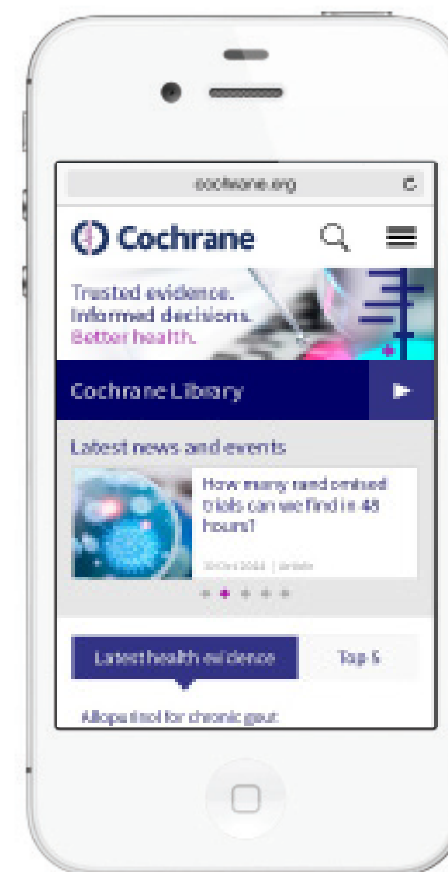 cochrane.org
Cochrane
Trusted evidence.
Informed decisions.
Better health.
Cochrane Library
Latest news and events
How many randomised
trials can we find in 48
hours?
Article
Latest health evidence
Top 5
Allopurinol for chronic gout